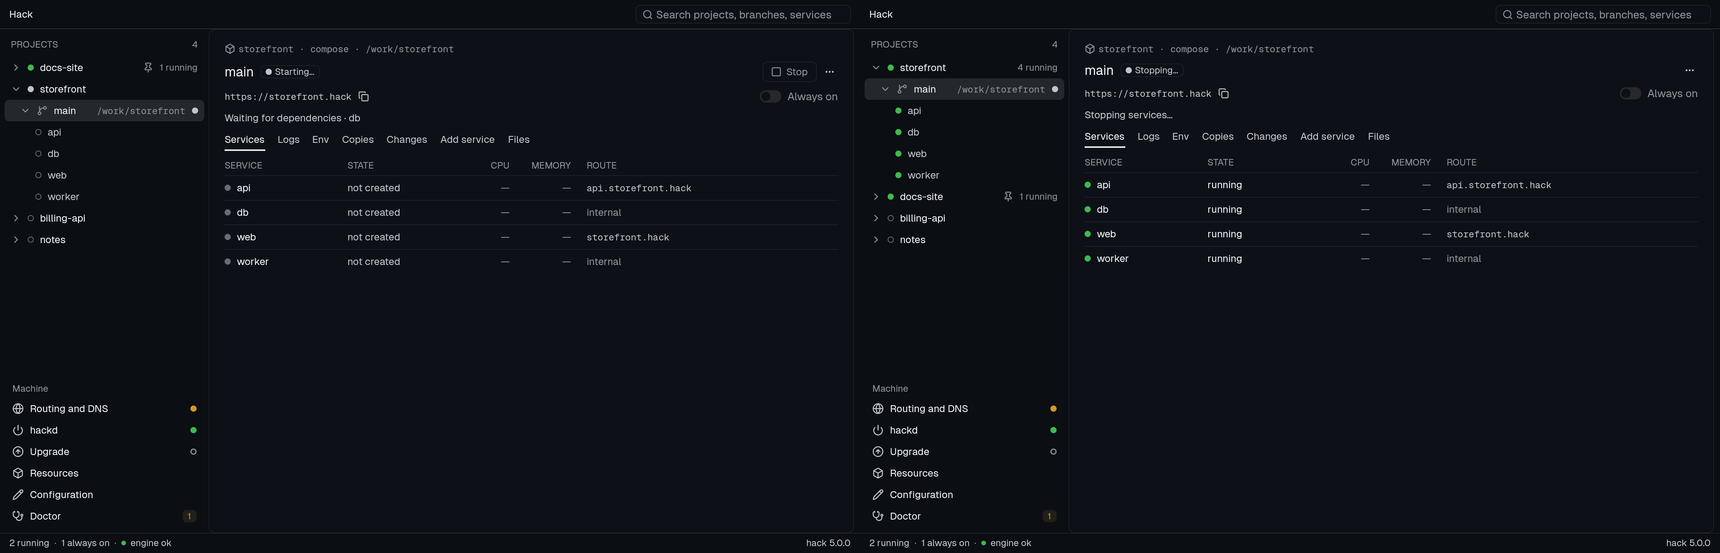 Hack
Search projects, branches, services
PROJECTS 4
docs-site 1 running
storefront
main /work/storefront
api
db
web
worker
billing-api
notes
Machine
Routing and DNS
hackd
Upgrade
Resources
Configuration
Doctor 1
storefront · compose · /work/storefront
main Starting… Stop
https://storefront.hack Always on
Waiting for dependencies · db
Services Logs Env Copies Changes Add service Files
SERVICE STATE CPU MEMORY ROUTE
api not created — — api.storefront.hack
db not created — — internal
web not created — — storefront.hack
worker not created — — internal
2 running · 1 always on · engine ok hack 5.0.0
Hack
Search projects, branches, services
PROJECTS 4
storefront 4 running
main /work/storefront
api
db
web
worker
docs-site 1 running
billing-api
notes
Machine
Routing and DNS
hackd
Upgrade
Resources
Configuration
Doctor 1
storefront · compose · /work/storefront
main Stopping…
https://storefront.hack Always on
Stopping services…
Services Logs Env Copies Changes Add service Files
SERVICE STATE CPU MEMORY ROUTE
api running — — api.storefront.hack
db running — — internal
web running — — storefront.hack
worker running — — internal
2 running · 1 always on · engine ok hack 5.0.0